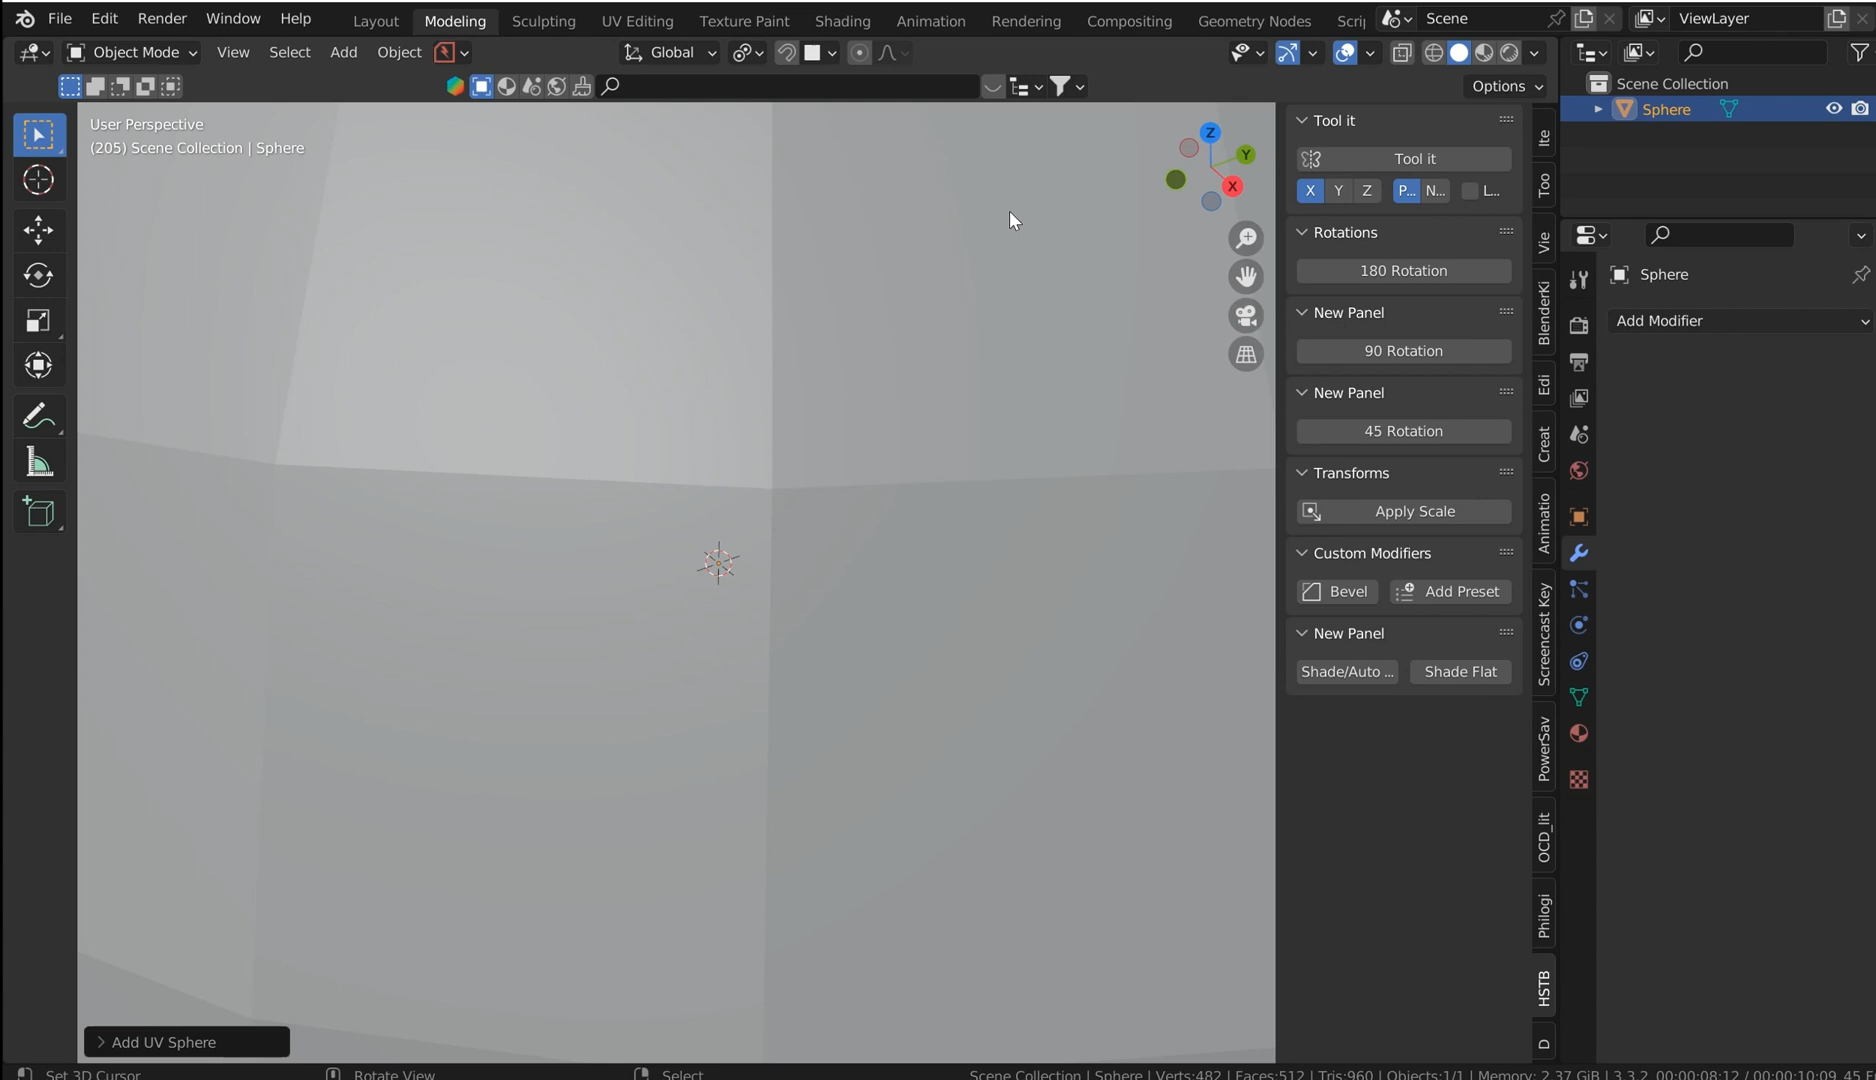 File Edit Render Window Help Layout Modeling Sculpting UV Editing Texture Paint Shading Animation Rendering Compositing Geometry Nodes Scrip Scene ViewLayer
Object Mode View Select Add Object Global
Options
Scene Collection
Sphere
User Perspective
(205) Scene Collection | Sphere
Z
Y
X
Tool it
Tool it
X Y Z P... N... L...
Rotations
180 Rotation
New Panel
90 Rotation
New Panel
45 Rotation
Transforms
Apply Scale
Custom Modifiers
Bevel Add Preset
New Panel
Shade/Auto ... Shade Flat
Ite
Too
Vie
BlenderKi
Edi
Creat
Animatio
Screencast Key
PowerSav
OCD_lit
Philogi
HSTB
D
Sphere
Add Modifier
Add UV Sphere
Set 3D Cursor Rotate View Select Scene Collection | Sphere | Verts:482 | Faces:512 | Tris:960 | Objects:1/1 | Memory: 2.37 GiB | 3.3.2 00:00:08:12 / 00:00:10:09